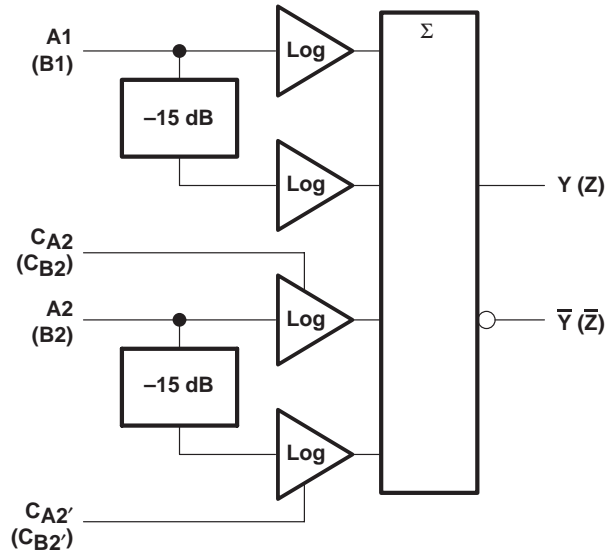 A1
(B1)
Log
Σ
–15 dB
Log
Y (Z)
CA2
(CB2)
A2
(B2)
Log
Y̅ (Z̅)
–15 dB
Log
CA2′
(CB2′)